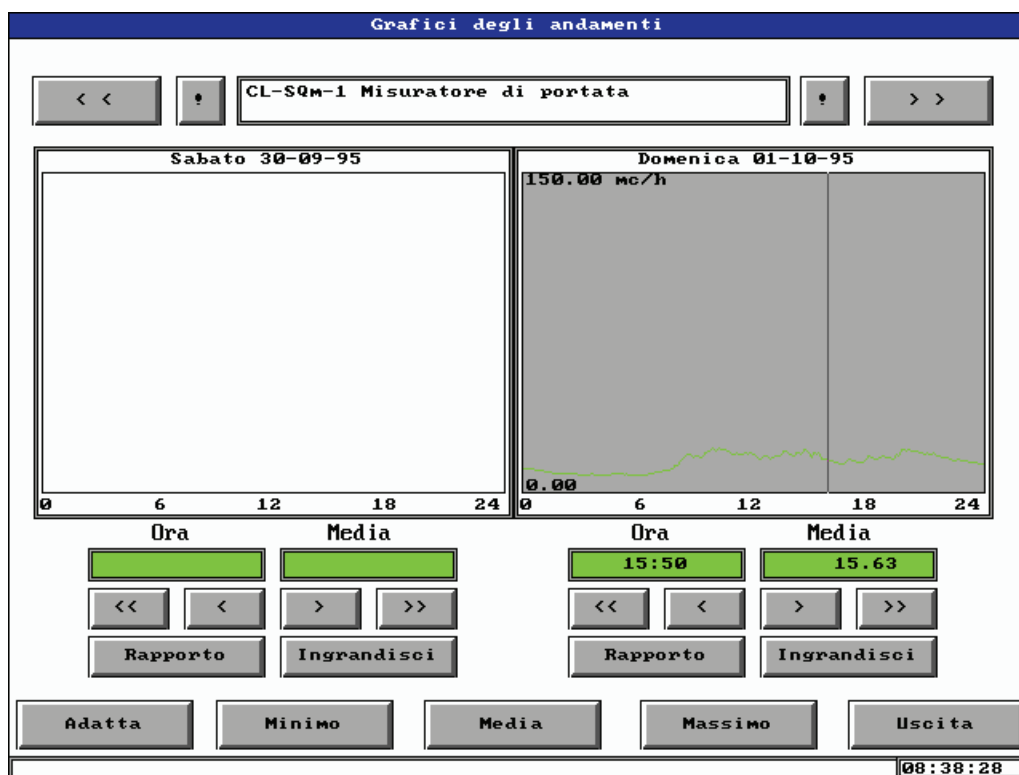 Grafici degli andamenti
< < ! CL-SQm-1 Misuratore di portata ! > >
Sabato 30-09-95
0 6 12 18 24
Domenica 01-10-95
150.00 mc/h
0.00
0 6 12 18 24
Ora Media
<< < > >>
Rapporto Ingrandisci
Ora Media
15:50 15.63
<< < > >>
Rapporto Ingrandisci
Adatta Minimo Media Massimo Uscita
08:38:28